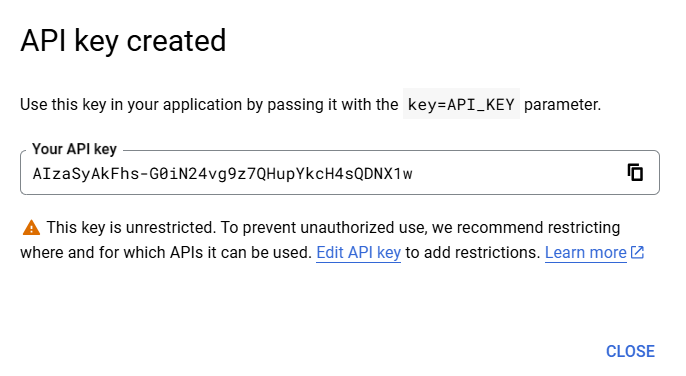 API key created
Use this key in your application by passing it with the key=API_KEY parameter.
Your API key
AIzaSyAkFhs-G0iN24vg9z7QHupYkcH4sQDNX1w
This key is unrestricted. To prevent unauthorized use, we recommend restricting
where and for which APIs it can be used. Edit API key to add restrictions. Learn more
CLOSE